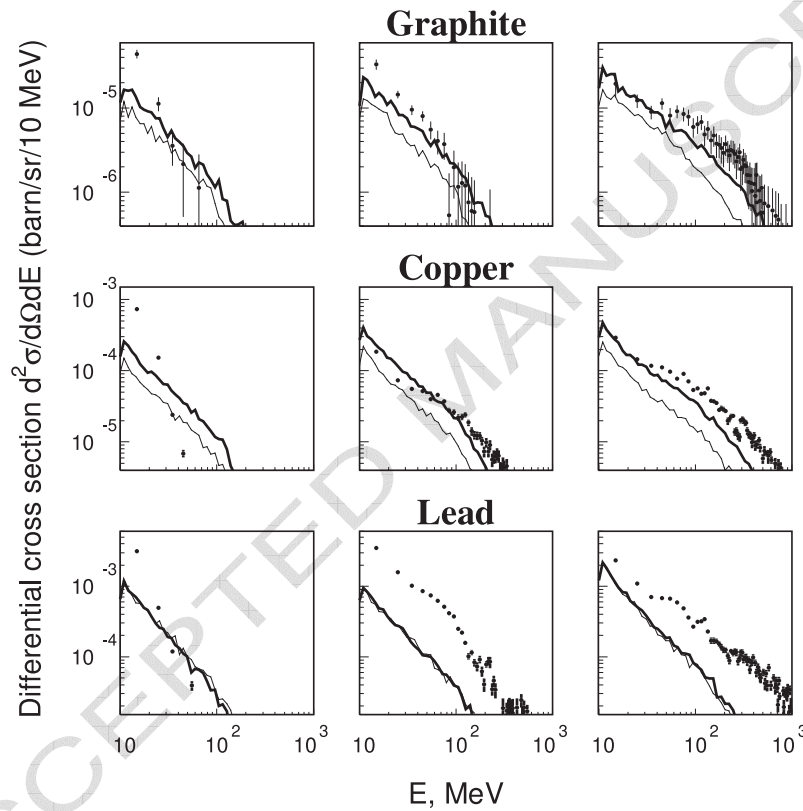 Graphite
Differential cross section d²σ/dΩdE (barn/sr/10 MeV)
10⁻⁵
10⁻⁶
Copper
10⁻³
10⁻⁴
10⁻⁵
Lead
10⁻³
10⁻⁴
10 10² 10³
10 10² 10³
10 10² 10³
E, MeV
ACCEPTED MANUSCRIPT